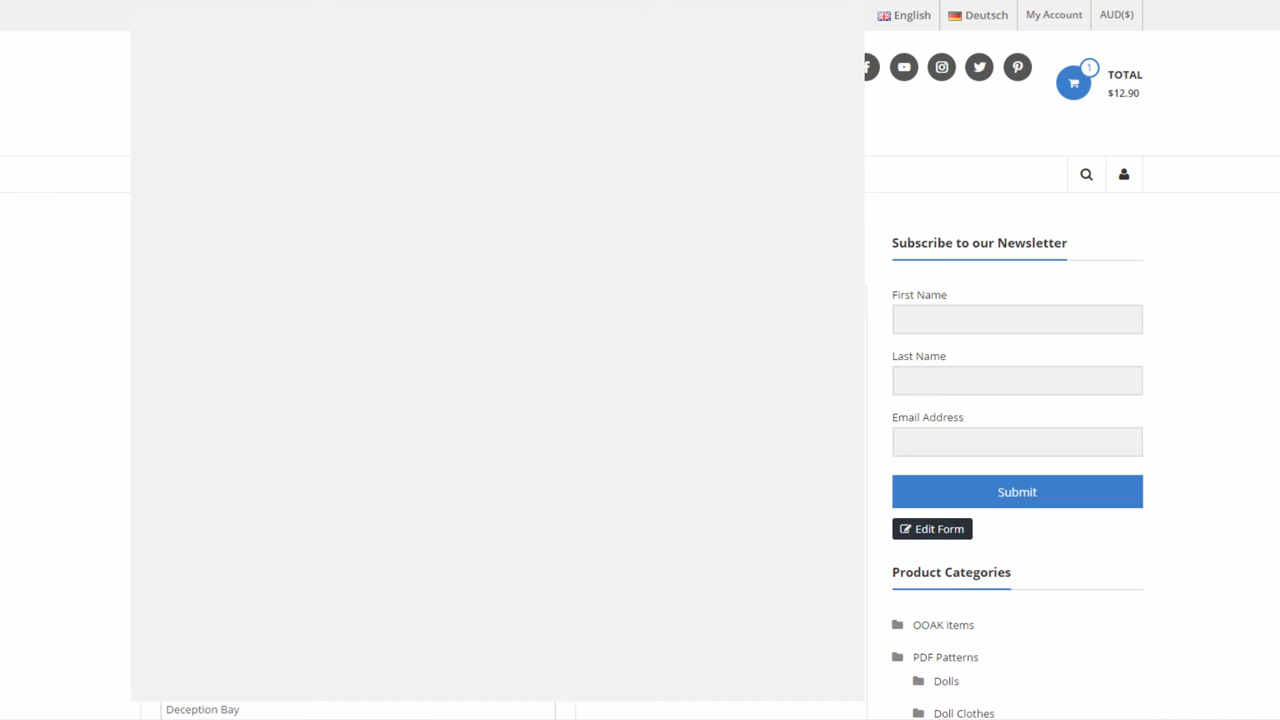 English
Deutsch
My Account
AUD($)
1
TOTAL
$12.90
Subscribe to our Newsletter
First Name
Last Name
Email Address
Submit
Edit Form
Product Categories
OOAK items
PDF Patterns
Dolls
Doll Clothes
Deception Bay